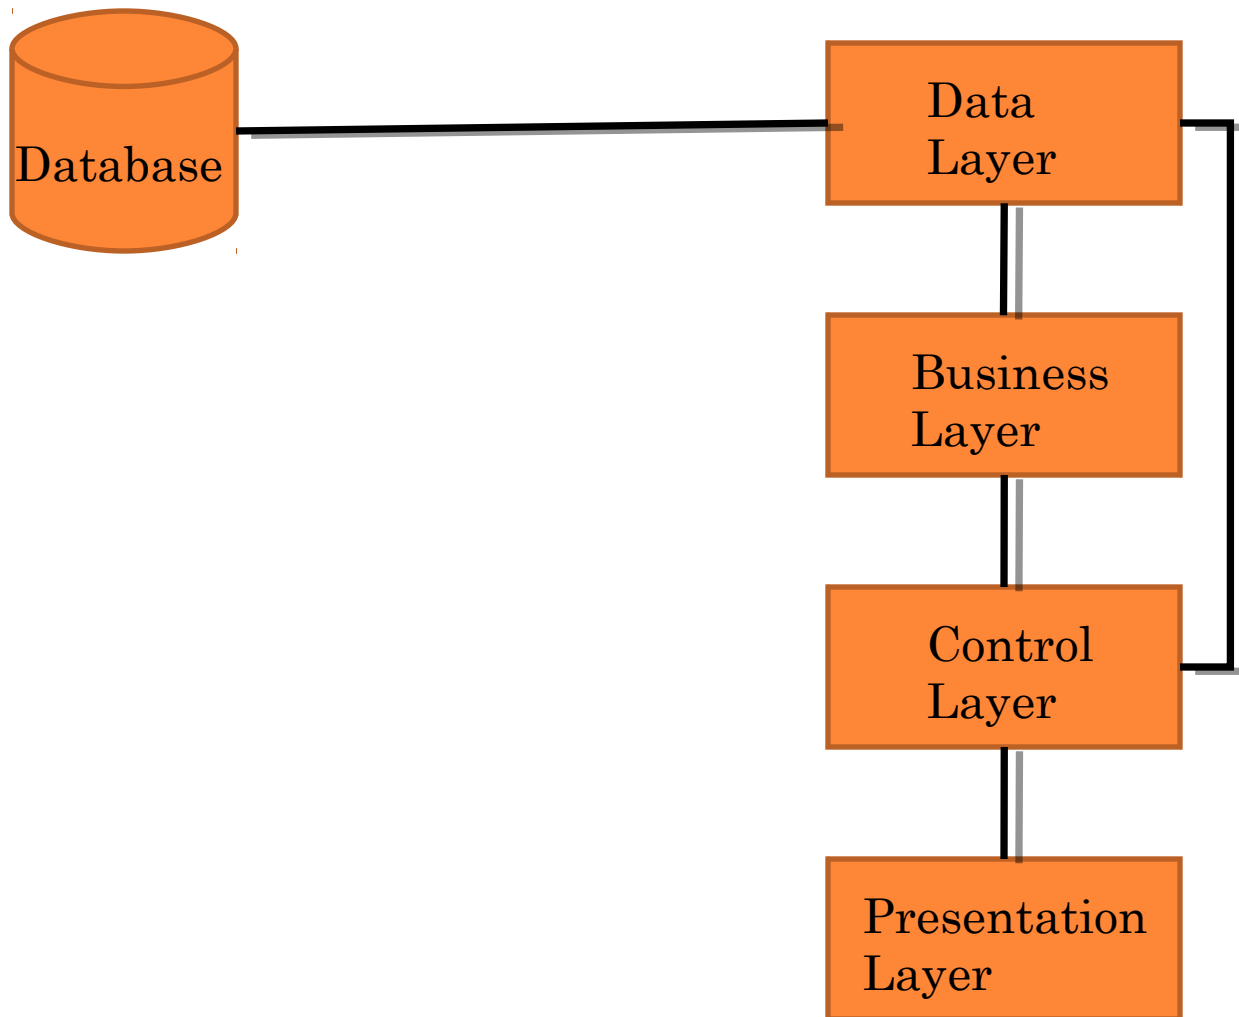 Database
Data
Layer
Business
Layer
Control
Layer
Presentation
Layer